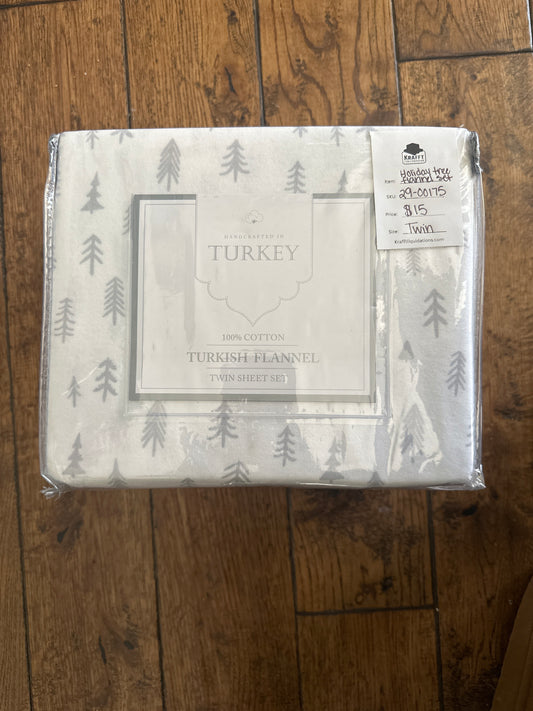 KRAFFT
Item: Holiday tree
flannel set
SKU: 29-00175
Price: $15
Size: Twin
Krafftliquidations.com
HANDCRAFTED IN
TURKEY
100% COTTON
TURKISH FLANNEL
TWIN SHEET SET